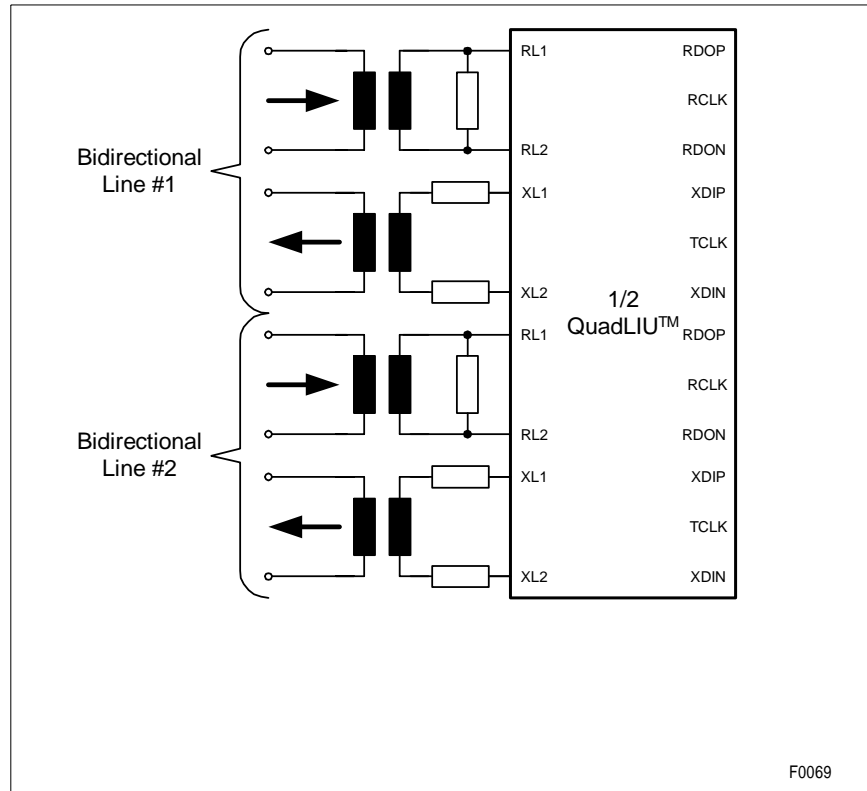 Bidirectional
Line #1
Bidirectional
Line #2
RL1
RDOP
RCLK
RL2
RDON
XL1
XDIP
TCLK
XL2
XDIN
1/2
QuadLIU™
RL1
RDOP
RCLK
RL2
RDON
XL1
XDIP
TCLK
XL2
XDIN
F0069